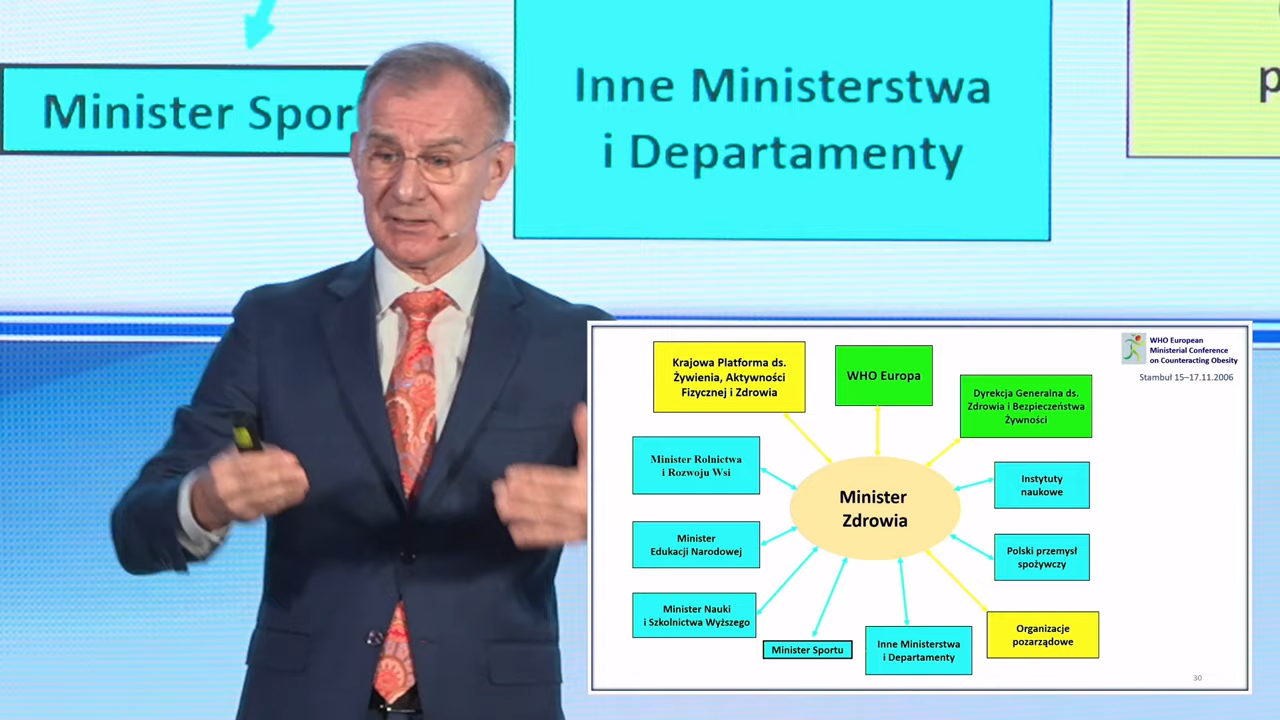 Minister Spor
Inne Ministerstwa
i Departamenty
WHO European
Ministerial Conference
on Counteracting Obesity
Stambuł 15–17.11.2006
Krajowa Platforma ds.
Żywienia, Aktywności
Fizycznej i Zdrowia
WHO Europa
Dyrekcja Generalna ds.
Zdrowia i Bezpieczeństwa
Żywności
Minister Rolnictwa
i Rozwoju Wsi
Instytuty
naukowe
Minister
Zdrowia
Minister
Edukacji Narodowej
Polski przemysł
spożywczy
Minister Nauki
i Szkolnictwa Wyższego
Minister Sportu
Inne Ministerstwa
i Departamenty
Organizacje
pozarządowe
30